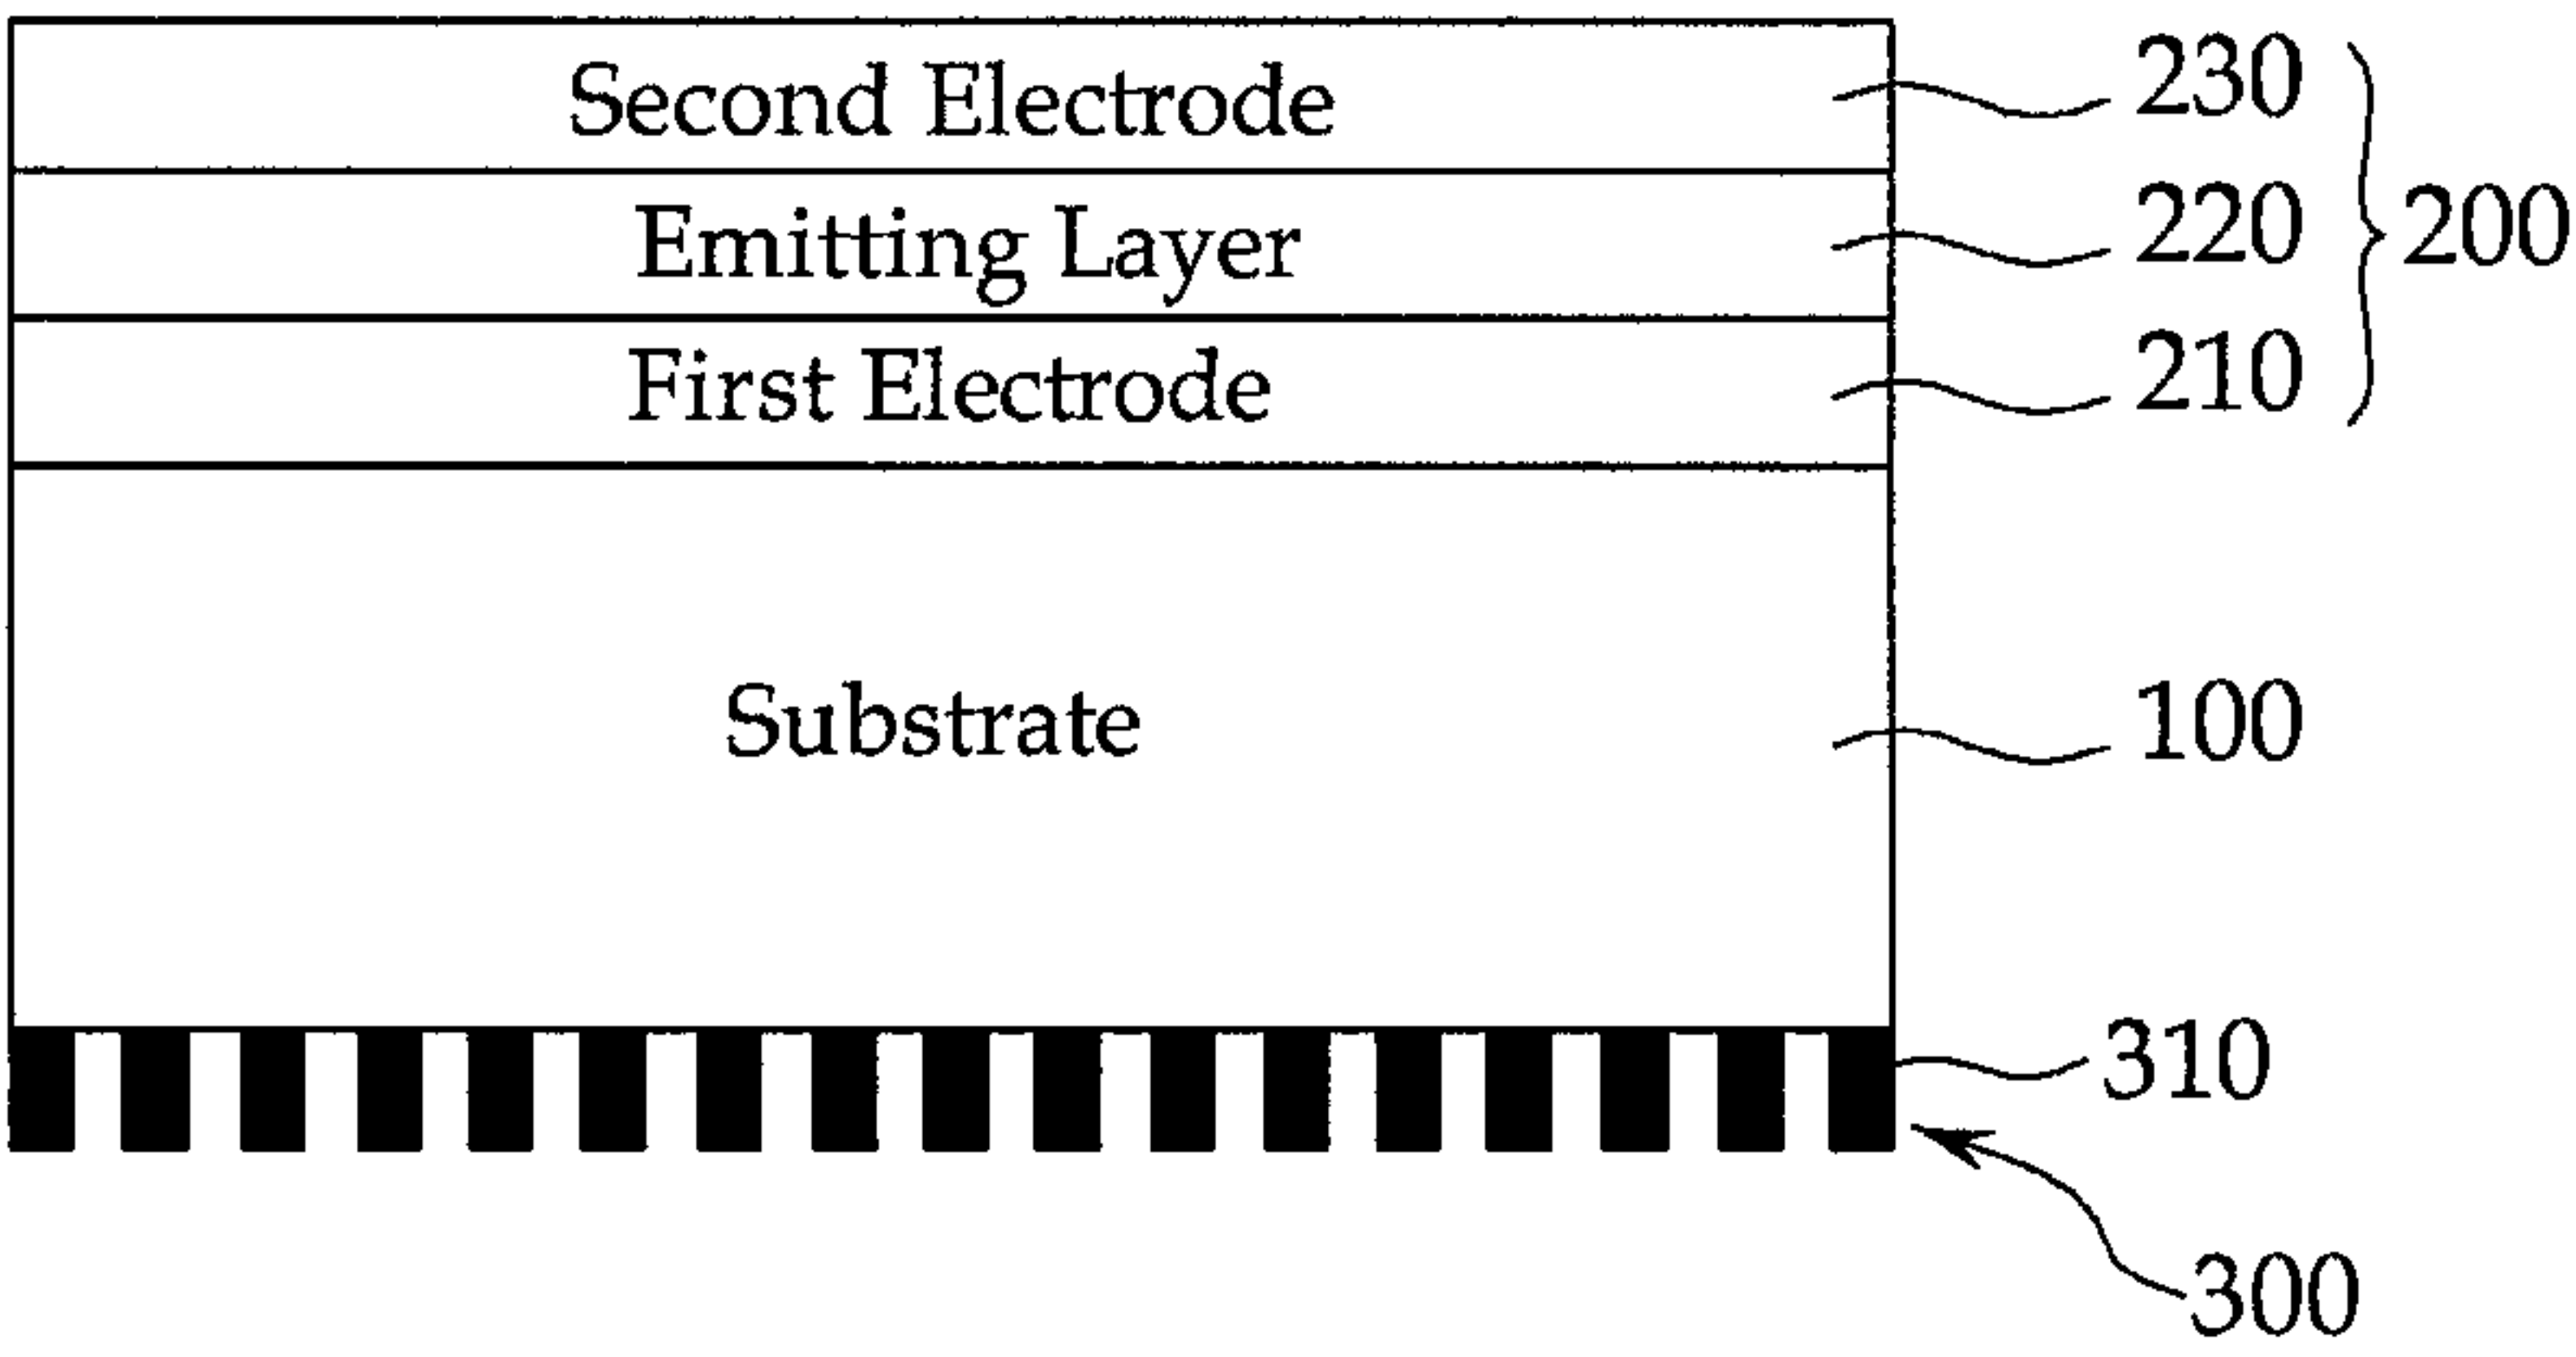 Second Electrode 230
Emitting Layer 220 200
First Electrode 210
Substrate 100
310
300